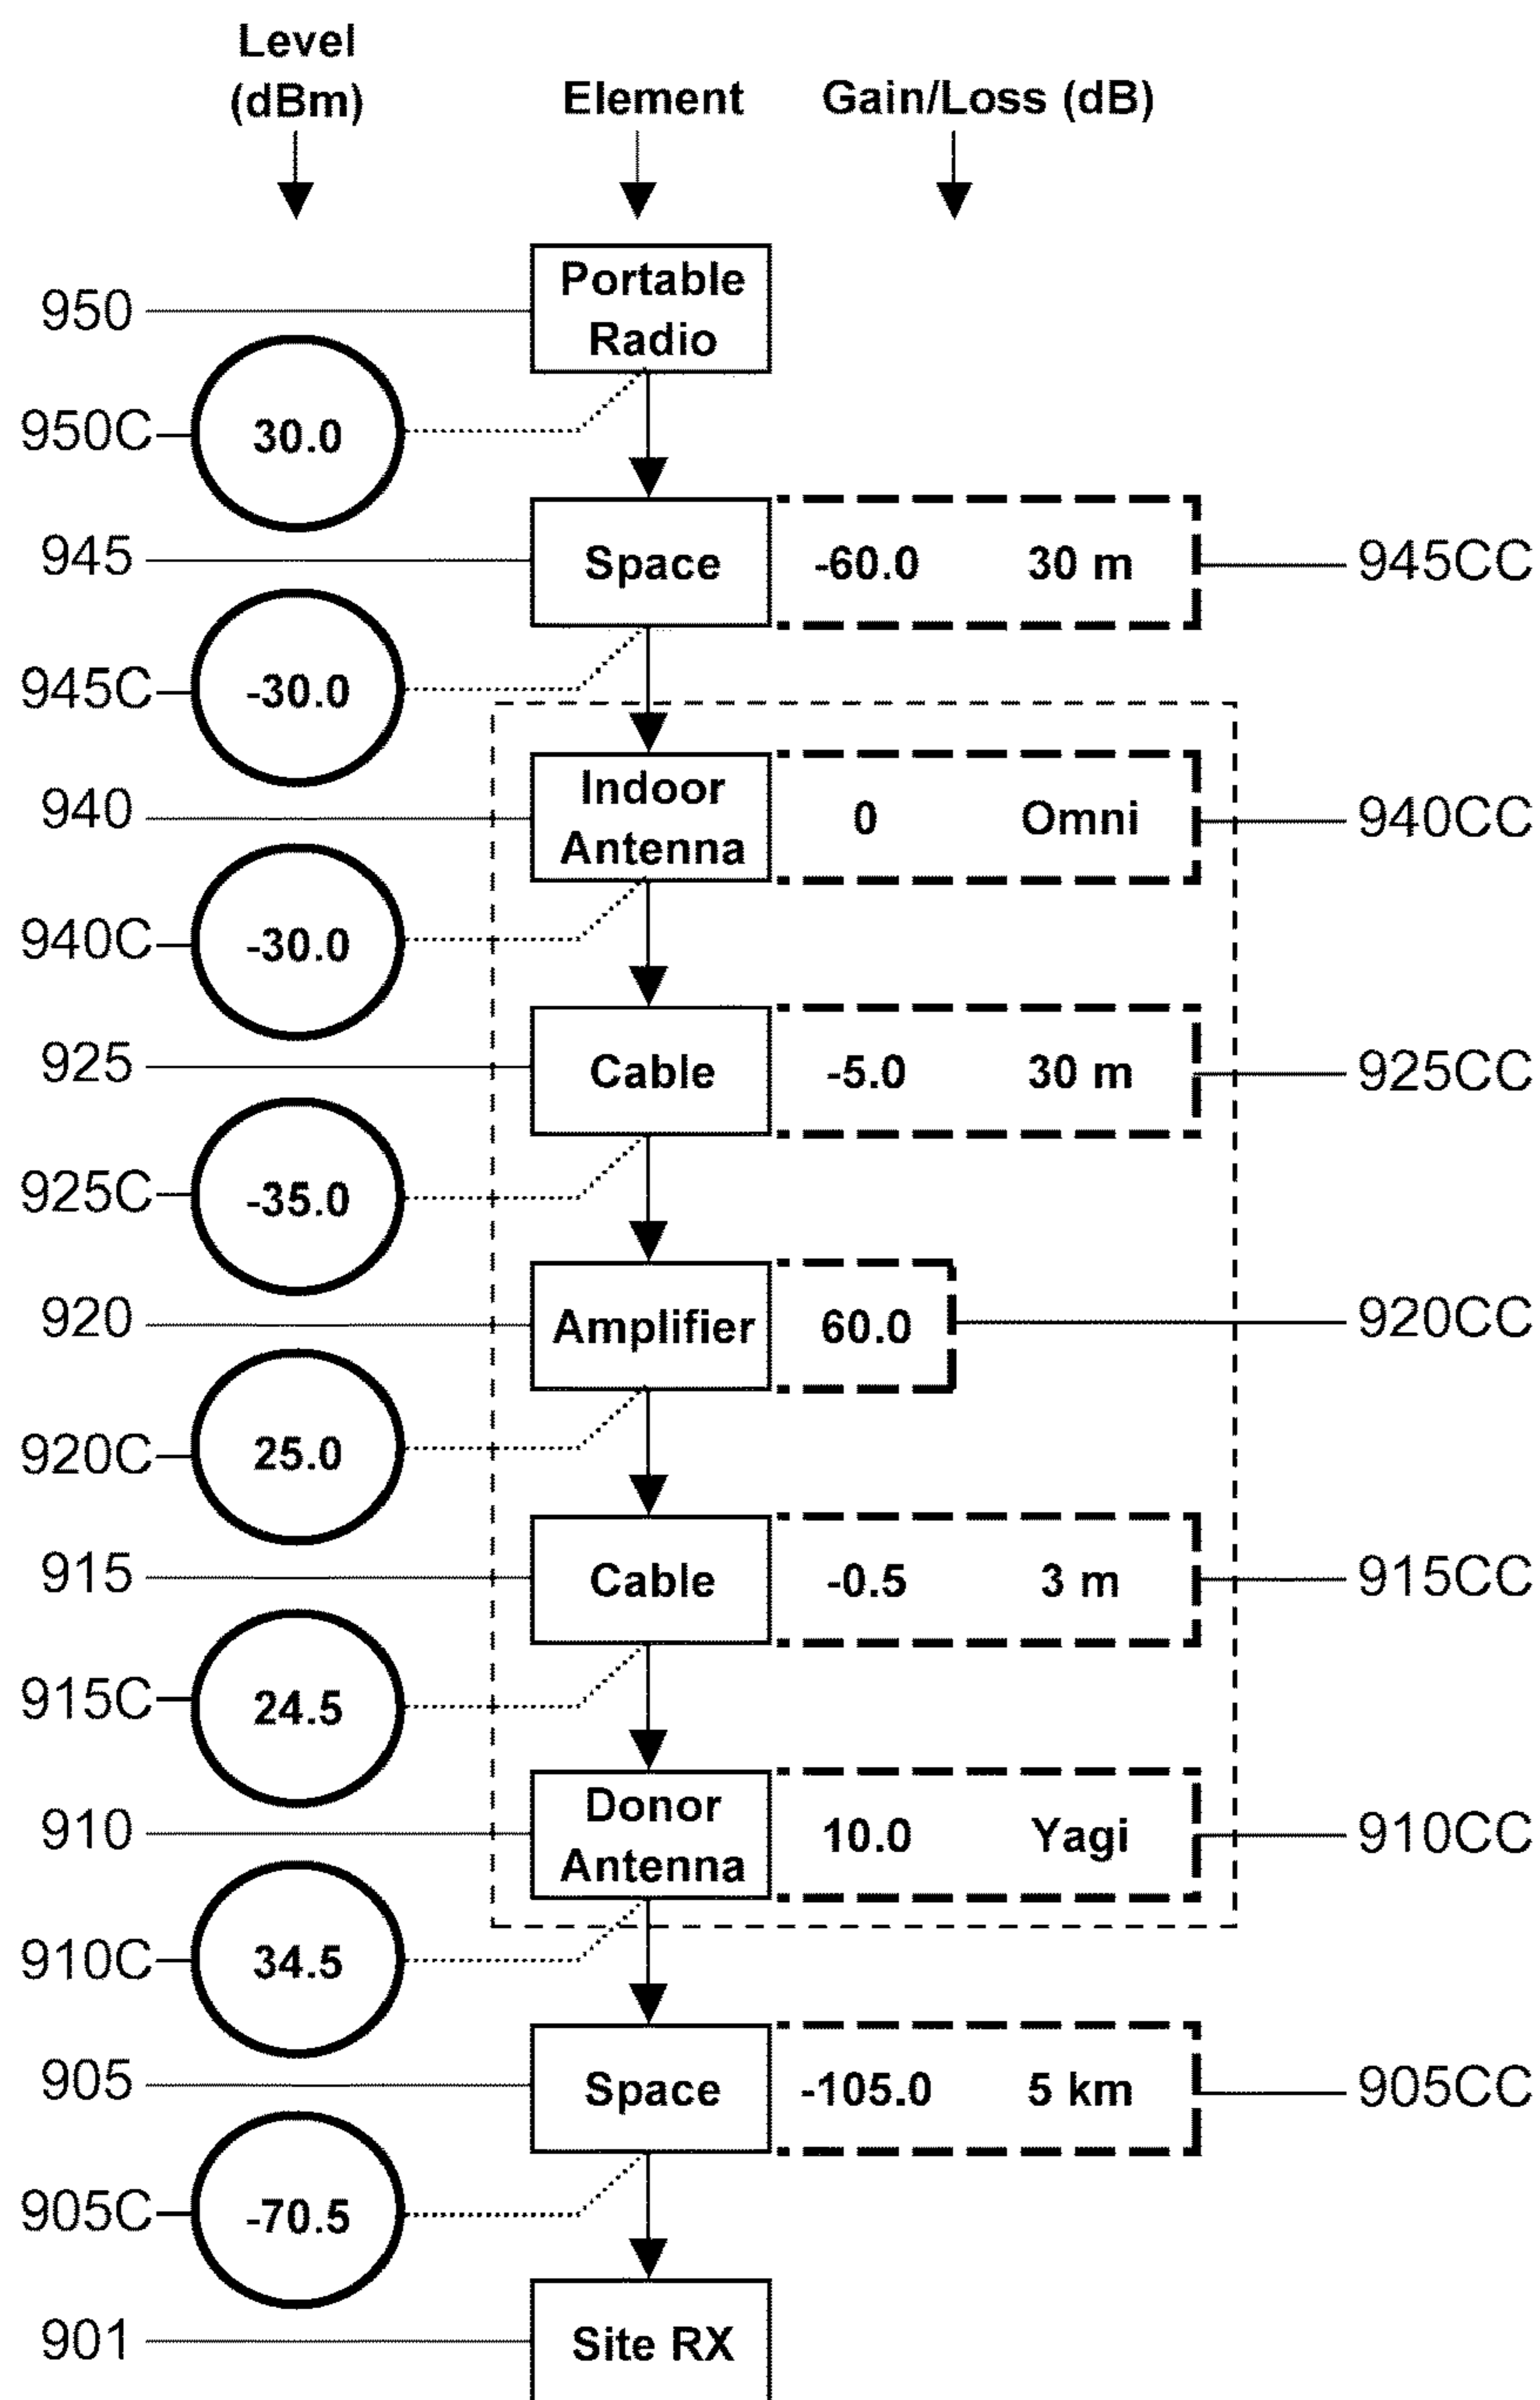 Level
(dBm)
Element
Gain/Loss (dB)
950
Portable
Radio
950C
30.0
945
Space
-60.0 30 m
945CC
945C
-30.0
940
Indoor
Antenna
0 Omni
940CC
940C
-30.0
925
Cable
-5.0 30 m
925CC
925C
-35.0
920
Amplifier
60.0
920CC
920C
25.0
915
Cable
-0.5 3 m
915CC
915C
24.5
910
Donor
Antenna
10.0 Yagi
910CC
910C
34.5
905
Space
-105.0 5 km
905CC
905C
-70.5
901
Site RX